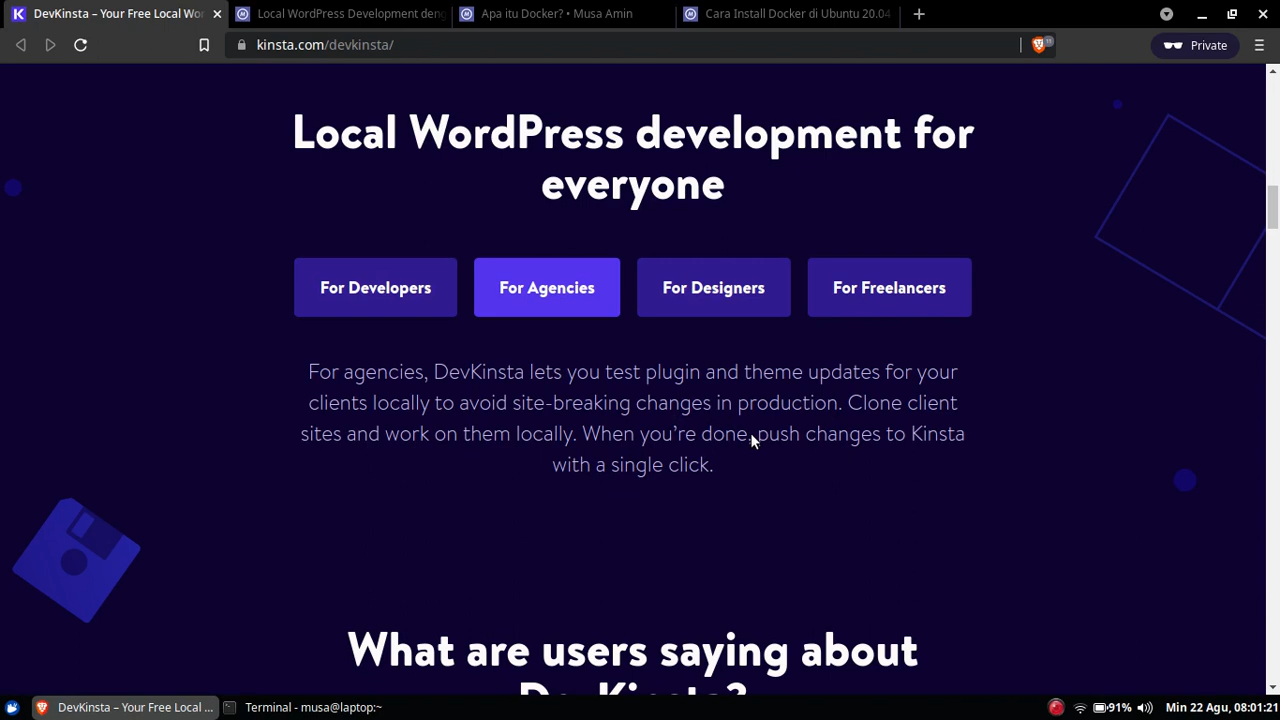 DevKinsta – Your Free Local Wor
Local WordPress Development deng
Apa itu Docker? • Musa Amin
Cara Install Docker di Ubuntu 20.04
kinsta.com/devkinsta/
Private
Local WordPress development for
everyone
For Developers
For Agencies
For Designers
For Freelancers
For agencies, DevKinsta lets you test plugin and theme updates for your
clients locally to avoid site-breaking changes in production. Clone client
sites and work on them locally. When you’re done, push changes to Kinsta
with a single click.
What are users saying about
DevKinsta?
DevKinsta – Your Free Local ...
Terminal - musa@laptop:~
91%
Min 22 Agu, 08:01:21